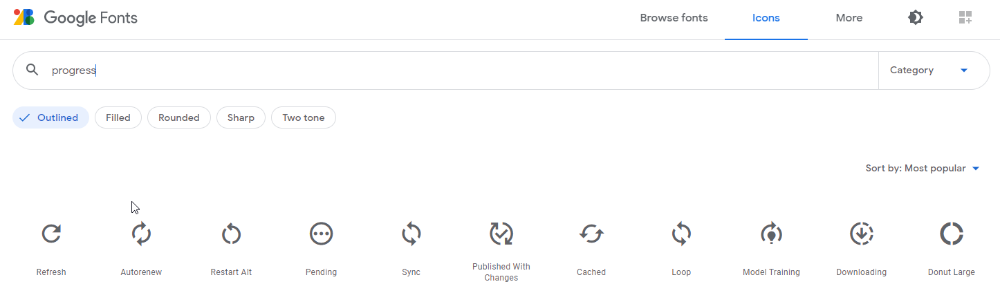 Google Fonts
Browse fonts
Icons
More
progress
Category
Outlined
Filled
Rounded
Sharp
Two tone
Sort by: Most popular
Refresh
Autorenew
Restart Alt
Pending
Sync
Published With
Changes
Cached
Loop
Model Training
Downloading
Donut Large